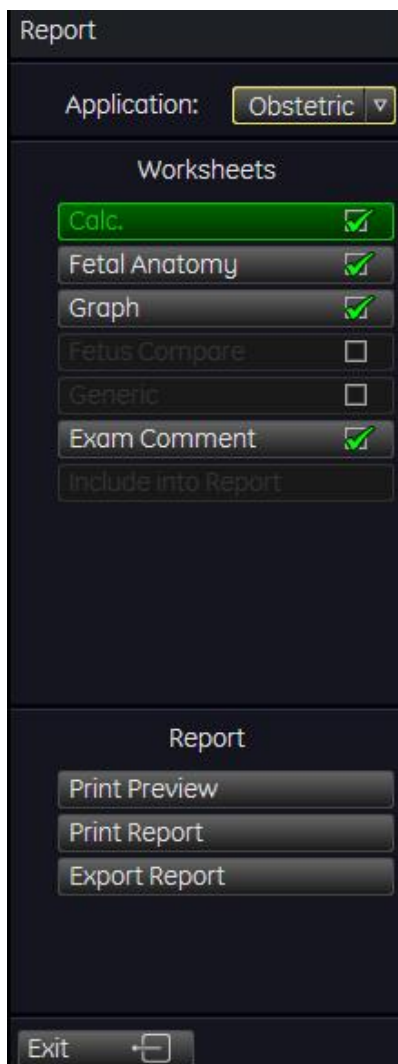 Report
Application: Obstetric
Worksheets
Calc.
Fetal Anatomy
Graph
Fetus Compare
Generic
Exam Comment
Include into Report
Report
Print Preview
Print Report
Export Report
Exit